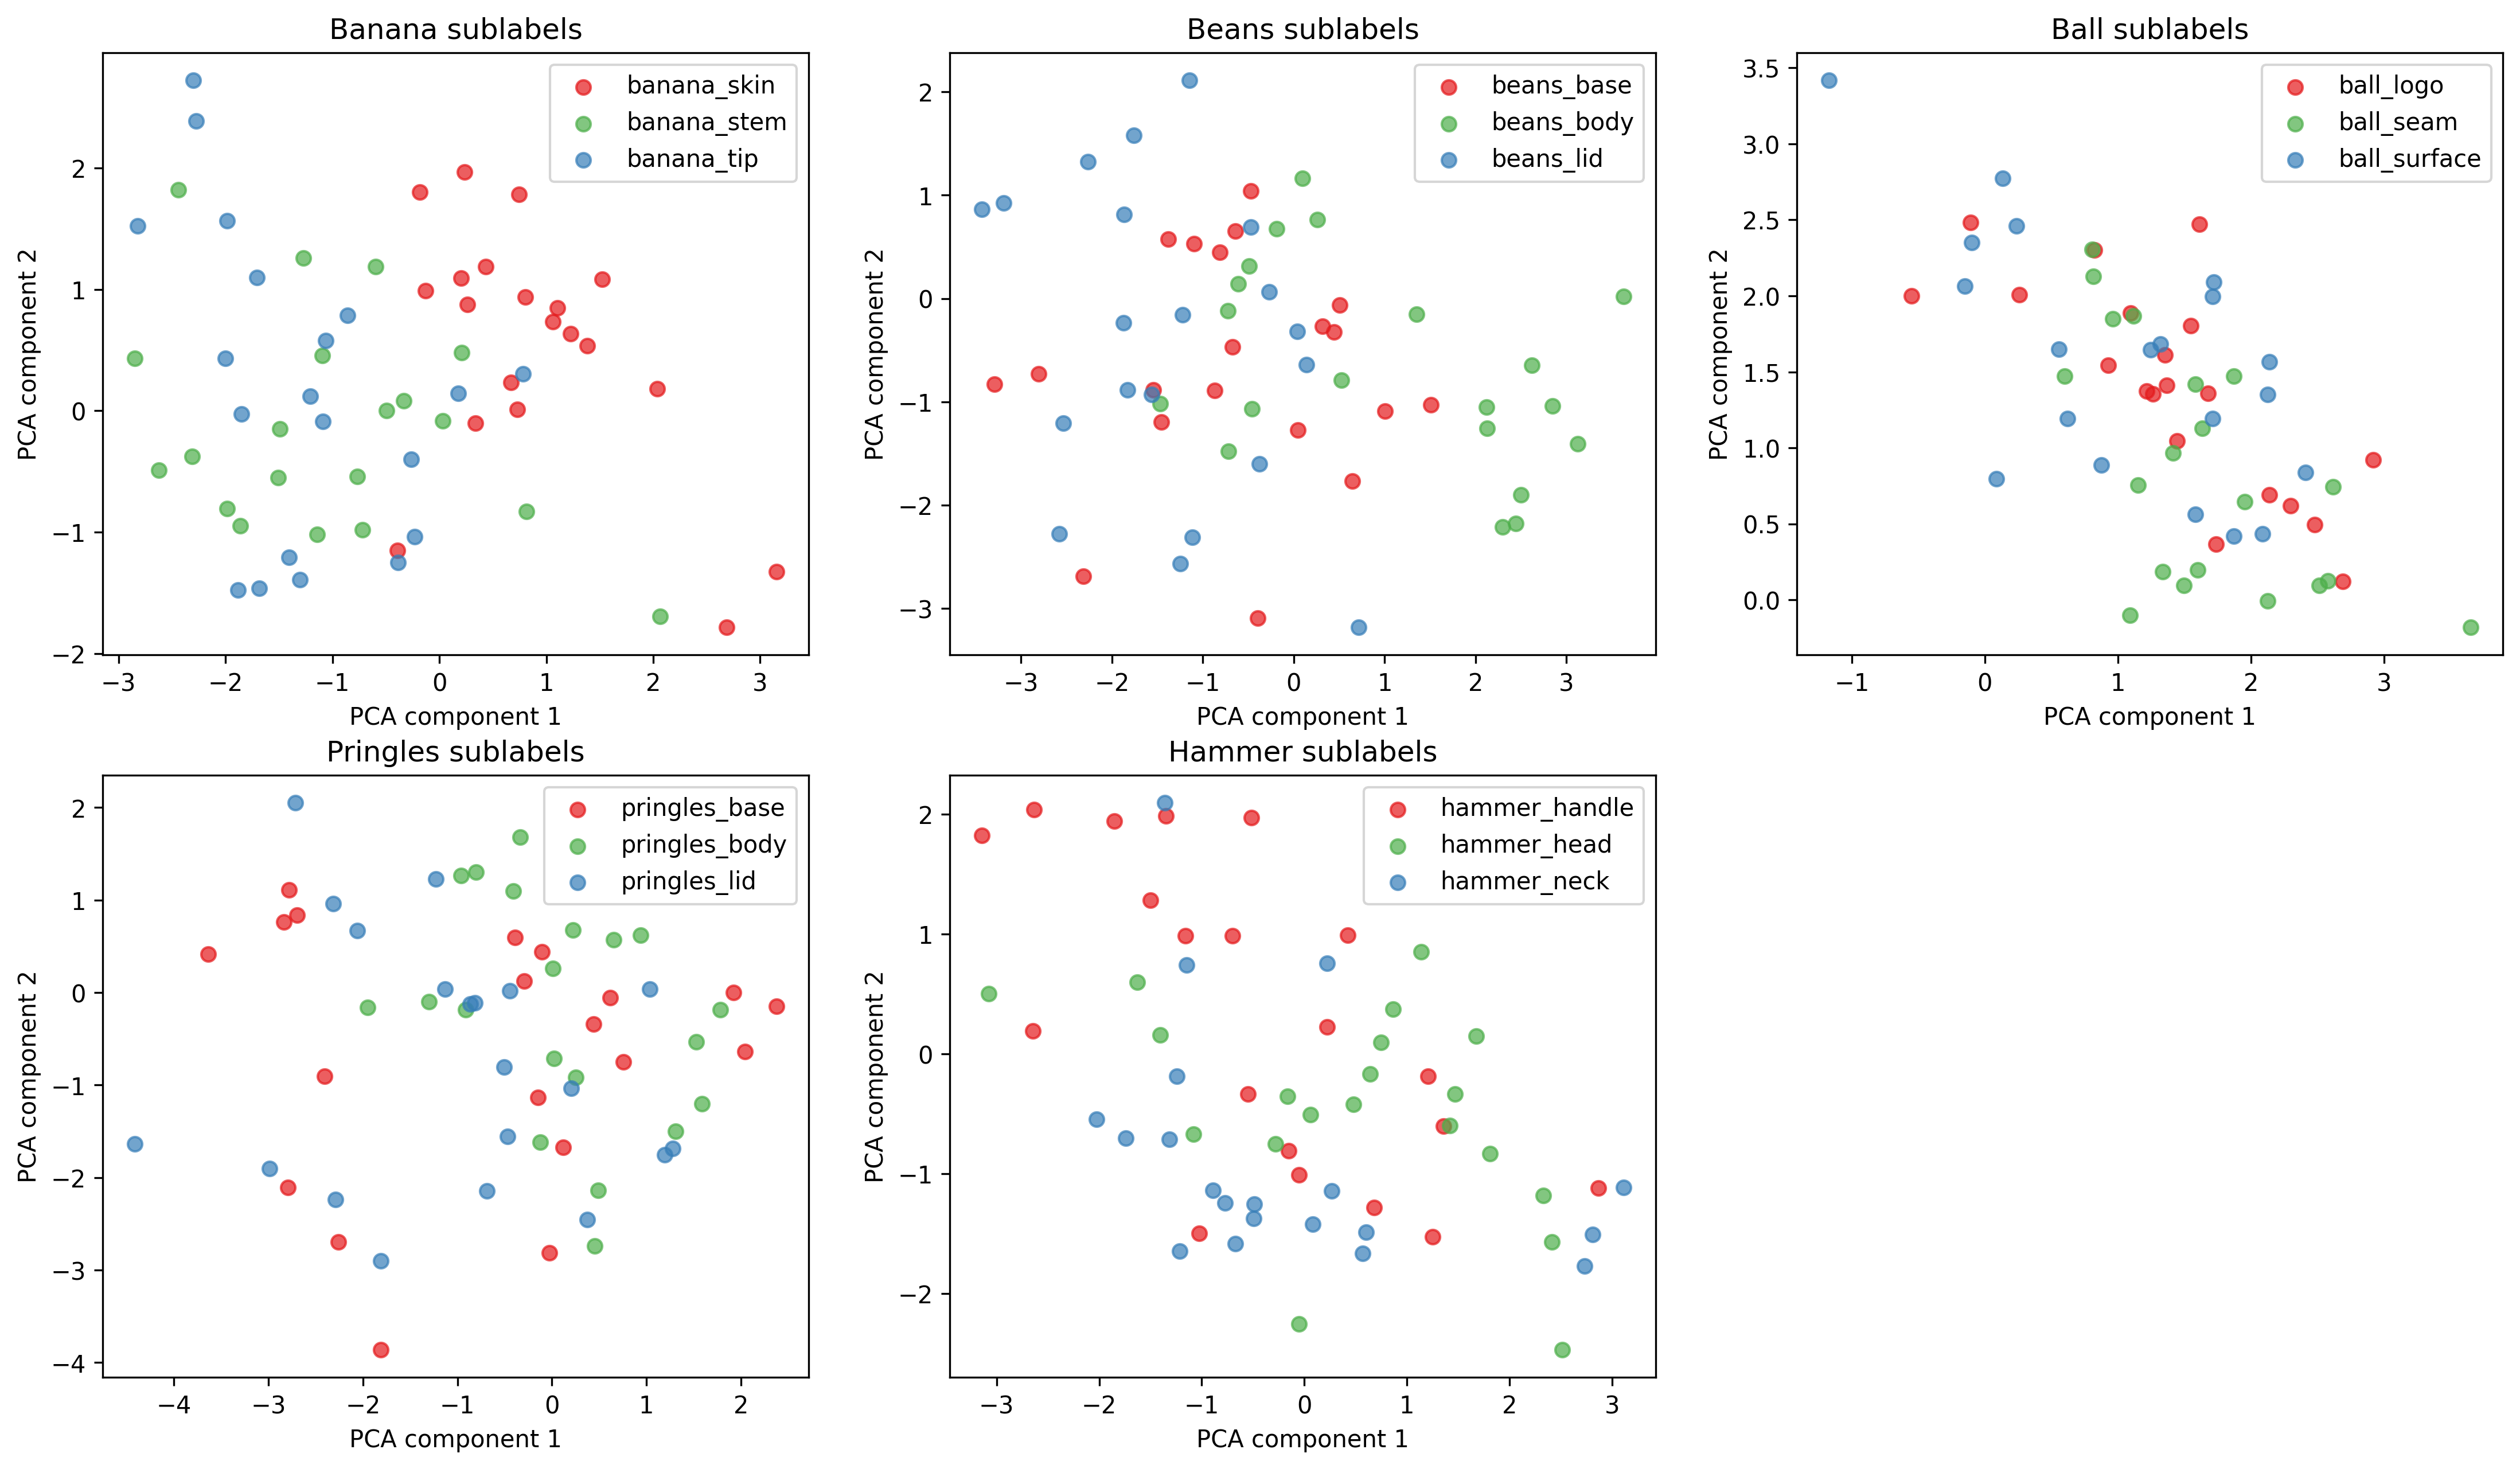 Banana sublabels
banana_skin
banana_stem
banana_tip
PCA component 2
2
1
0
−1
−2
−3 −2 −1 0 1 2 3
PCA component 1
Beans sublabels
beans_base
beans_body
beans_lid
PCA component 2
2
1
0
−1
−2
−3
−3 −2 −1 0 1 2 3
PCA component 1
Ball sublabels
ball_logo
ball_seam
ball_surface
PCA component 2
3.5
3.0
2.5
2.0
1.5
1.0
0.5
0.0
−1 0 1 2 3
PCA component 1
Pringles sublabels
pringles_base
pringles_body
pringles_lid
PCA component 2
2
1
0
−1
−2
−3
−4
−4 −3 −2 −1 0 1 2
PCA component 1
Hammer sublabels
hammer_handle
hammer_head
hammer_neck
PCA component 2
2
1
0
−1
−2
−3 −2 −1 0 1 2 3
PCA component 1